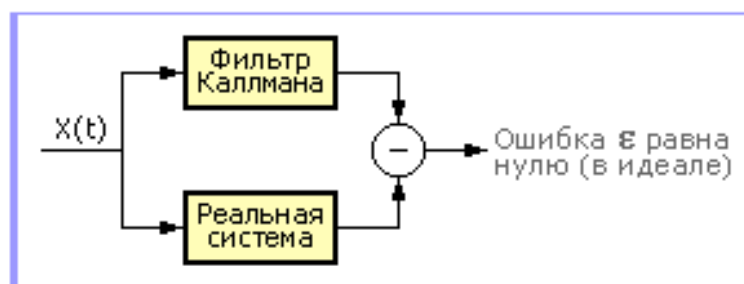 Фильтр
Каллмана
X(t)
−
Ошибка ε равна
нулю (в идеале)
Реальная
система